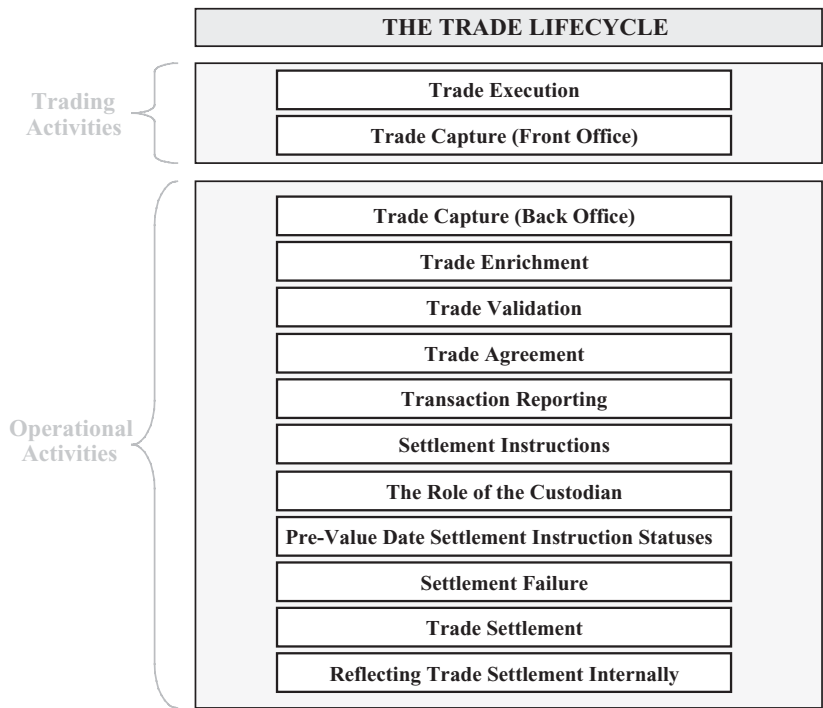 THE TRADE LIFECYCLE
Trading
Activities
Trade Execution
Trade Capture (Front Office)
Operational
Activities
Trade Capture (Back Office)
Trade Enrichment
Trade Validation
Trade Agreement
Transaction Reporting
Settlement Instructions
The Role of the Custodian
Pre-Value Date Settlement Instruction Statuses
Settlement Failure
Trade Settlement
Reflecting Trade Settlement Internally